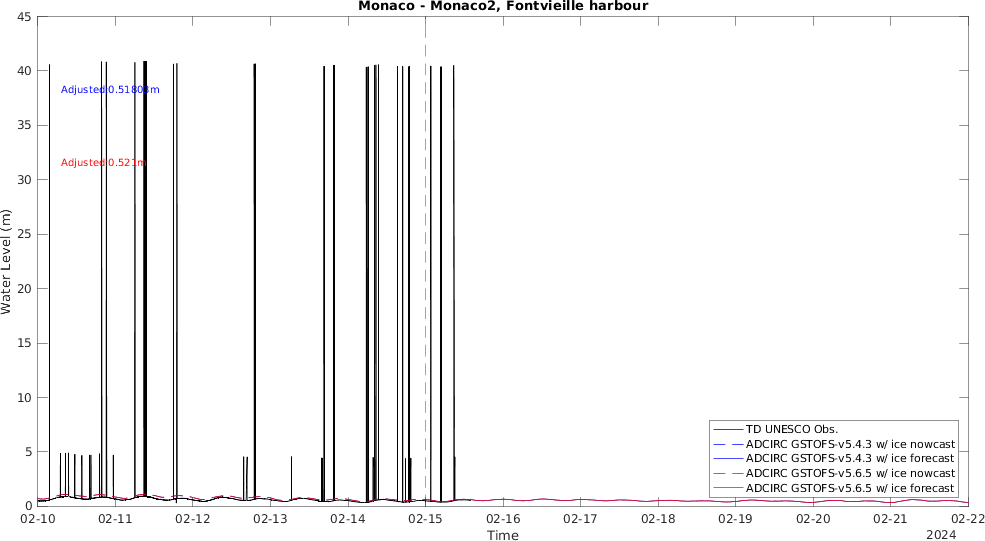 Monaco - Monaco2, Fontvieille harbour
45
40
35
30
25
20
15
10
5
0
Water Level (m)
Adjusted:0.51803m
Adjusted:0.521m
TD UNESCO Obs.
ADCIRC GSTOFS-v5.4.3 w/ ice nowcast
ADCIRC GSTOFS-v5.4.3 w/ ice forecast
ADCIRC GSTOFS-v5.6.5 w/ ice nowcast
ADCIRC GSTOFS-v5.6.5 w/ ice forecast
02-10 02-11 02-12 02-13 02-14 02-15 02-16 02-17 02-18 02-19 02-20 02-21 02-22
Time
2024